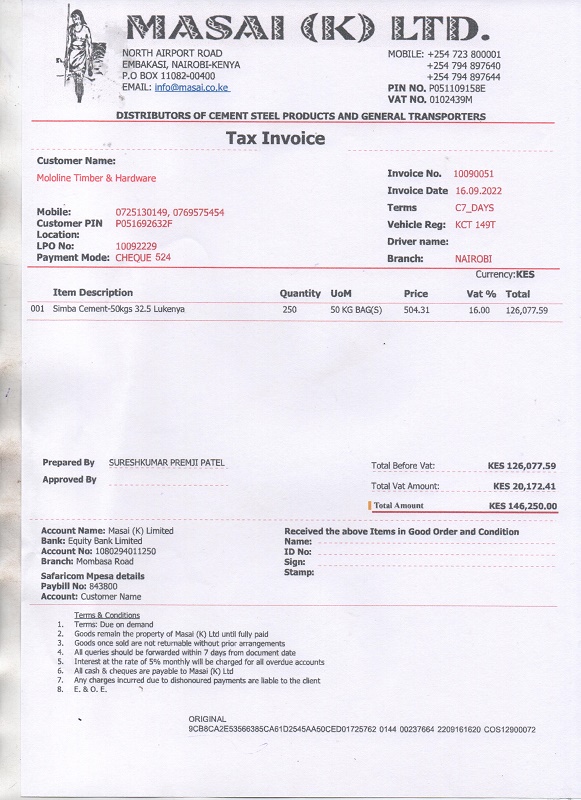 MASAI (K) LTD.
NORTH AIRPORT ROAD
EMBAKASI, NAIROBI-KENYA
P.O BOX 11082-00400
EMAIL: info@masai.co.ke
MOBILE: +254 723 800001
+254 794 897640
+254 794 897644
PIN NO. P051109158E
VAT NO. 0102439M
DISTRIBUTORS OF CEMENT STEEL PRODUCTS AND GENERAL TRANSPORTERS
Tax Invoice
Customer Name:
Mololine Timber & Hardware
Mobile: 0725130149, 0769575454
Customer PIN P051692632F
Location:
LPO No: 10092229
Payment Mode: CHEQUE 524
Invoice No. 10090051
Invoice Date 16.09.2022
Terms C7_DAYS
Vehicle Reg: KCT 149T
Driver name:
Branch: NAIROBI
Currency:KES
Item Description Quantity UoM Price Vat % Total
001 Simba Cement-50kgs 32.5 Lukenya 250 50 KG BAG(S) 504.31 16.00 126,077.59
Prepared By SURESHKUMAR PREMJI PATEL
Approved By
Total Before Vat: KES 126,077.59
Total Vat Amount: KES 20,172.41
Total Amount KES 146,250.00
Account Name: Masai (K) Limited
Bank: Equity Bank Limited
Account No: 1080294011250
Branch: Mombasa Road
Safaricom Mpesa details
Paybill No: 843800
Account: Customer Name
Received the above Items in Good Order and Condition
Name:
ID No:
Sign:
Stamp:
Terms & Conditions
1. Terms: Due on demand
2. Goods remain the property of Masai (K) Ltd until fully paid
3. Goods once sold are not returnable without prior arrangements
4. All queries should be forwarded within 7 days from document date
5. Interest at the rate of 5% monthly will be charged for all overdue accounts
6. All cash & cheques are payable to Masai (K) Ltd
7. Any charges incurred due to dishonoured payments are liable to the client
8. E. & O. E.
ORIGINAL
9CB8CA2E53566385CA61D2545AA50CED01725762 0144 00237664 2209161620 COS12900072